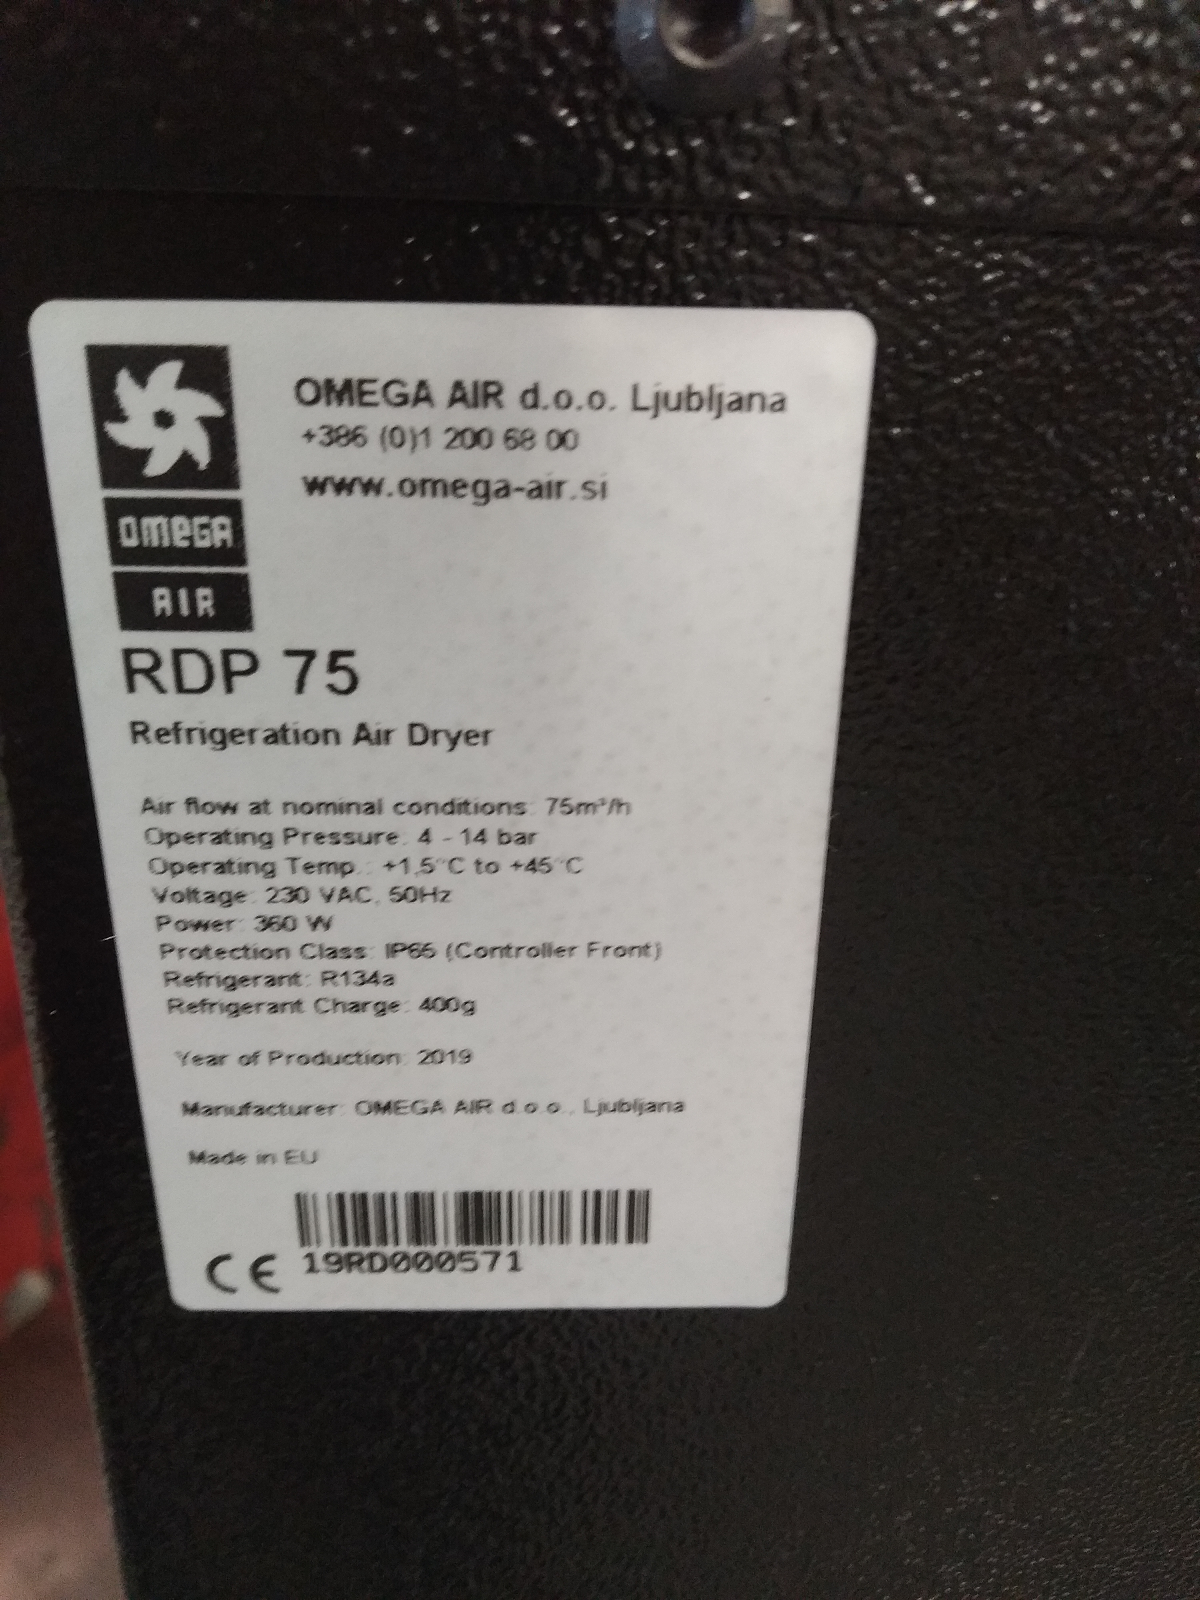 OMEGA AIR d.o.o. Ljubljana
+386 (0)1 200 68 00
www.omega-air.si
OMEGA
AIR
RDP 75
Refrigeration Air Dryer
Air flow at nominal conditions: 75m³/h
Operating Pressure: 4 - 14 bar
Operating Temp.: +1,5°C to +45°C
Voltage: 230 VAC, 50Hz
Power: 360 W
Protection Class: IP65 (Controller Front)
Refrigerant: R134a
Refrigerant Charge: 400g
Year of Production: 2019
Manufacturer: OMEGA AIR d.o.o., Ljubljana
Made in EU
CE 19RD000571